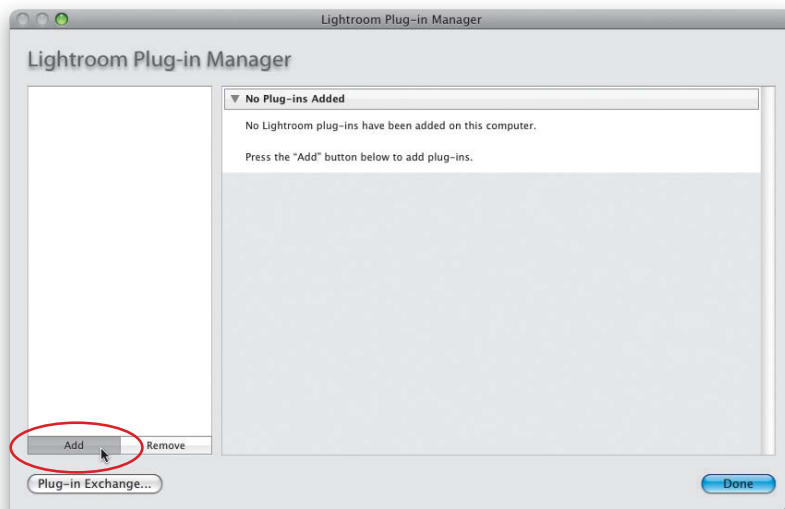 Lightroom Plug-in Manager
Lightroom Plug-in Manager
No Plug-ins Added
No Lightroom plug-ins have been added on this computer.
Press the “Add” button below to add plug-ins.
Add
Remove
Plug-in Exchange...
Done